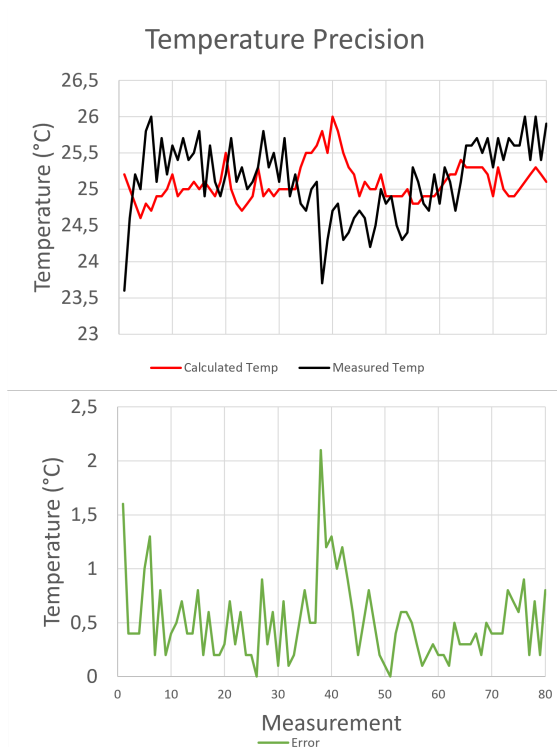 Temperature Precision
26,5
26
25,5
25
24,5
24
23,5
23
Temperature (°C)
Calculated Temp Measured Temp
2,5
2
1,5
1
0,5
0
Temperature (°C)
0 10 20 30 40 50 60 70 80
Measurement
Error